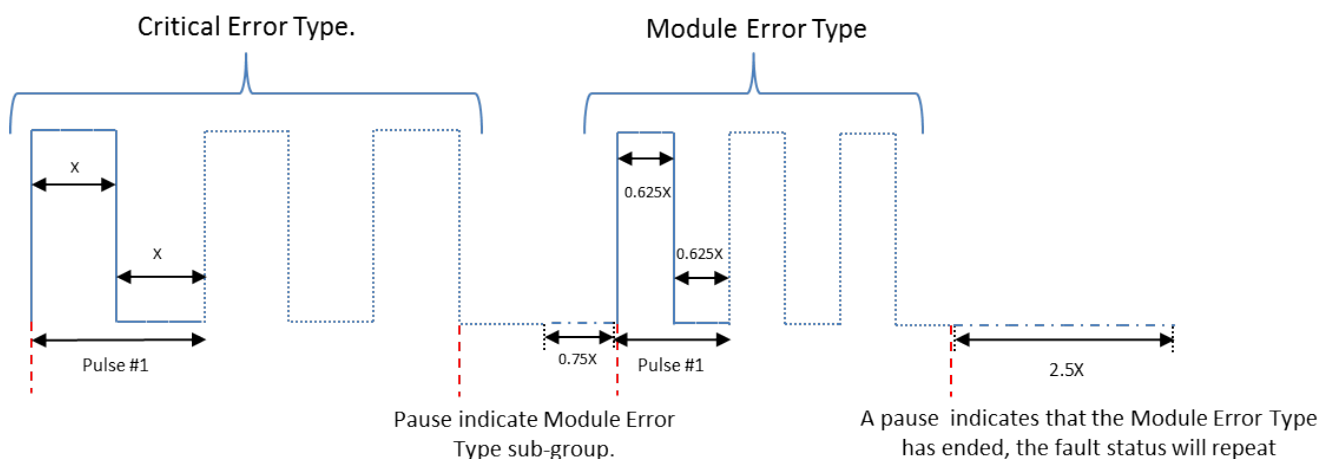 Critical Error Type.
Module Error Type
X
0.625X
X
0.625X
Pulse #1
0.75X
Pulse #1
2.5X
Pause indicate Module Error
Type sub-group.
A pause indicates that the Module Error Type
has ended, the fault status will repeat